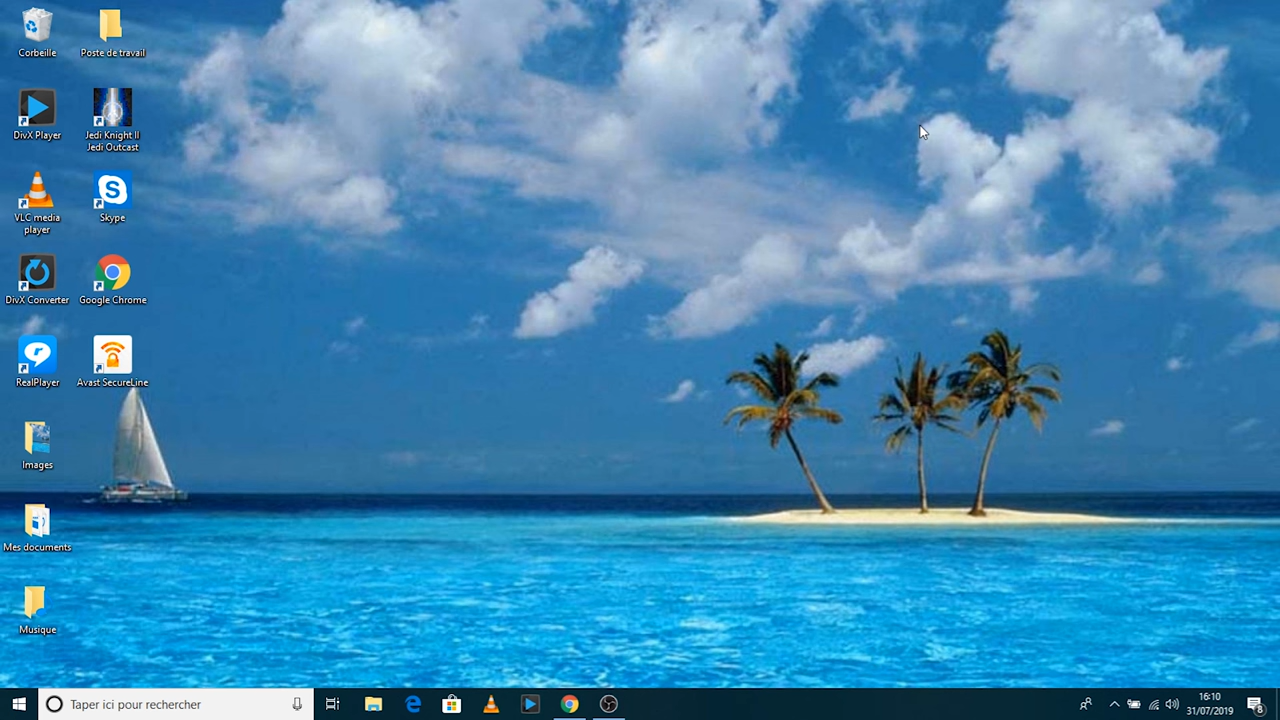 Corbeille
Poste de travail
DivX Player
Jedi Knight II
Jedi Outcast
VLC media
player
Skype
DivX Converter
Google Chrome
RealPlayer
Avast SecureLine
Images
Mes documents
Musique
Taper ici pour rechercher
16:10
31/07/2019
8